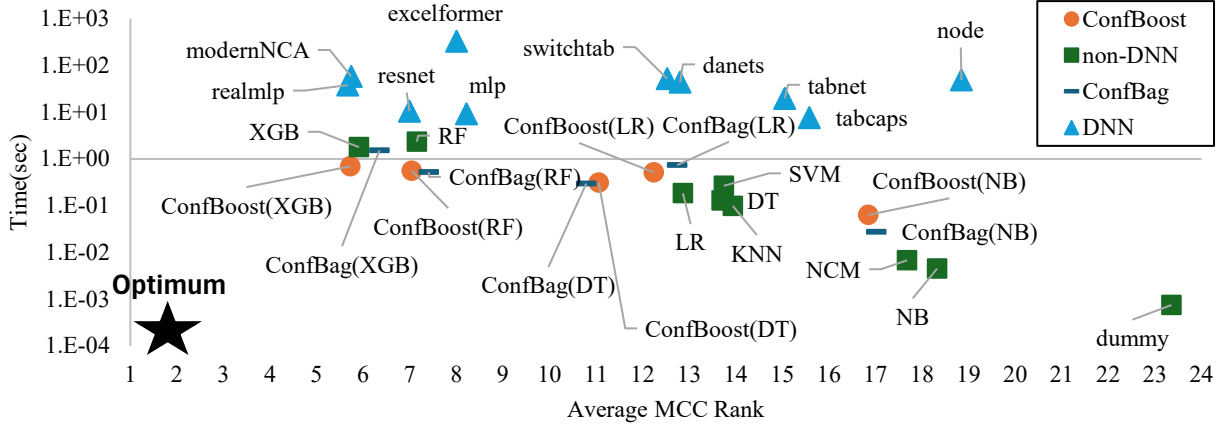 1.E+03
1.E+02
1.E+01
1.E+00
1.E-01
1.E-02
1.E-03
1.E-04
Time(sec)
excelformer
modernNCA
realmlp
resnet
mlp
XGB
RF
switchtab
danets
tabnet
tabcaps
node
ConfBoost(LR)
ConfBag(LR)
ConfBoost(XGB)
ConfBag(RF)
ConfBoost(RF)
ConfBag(XGB)
ConfBag(DT)
ConfBoost(DT)
SVM
DT
LR
KNN
ConfBoost(NB)
ConfBag(NB)
NCM
NB
dummy
Optimum
ConfBoost
non-DNN
ConfBag
DNN
1 2 3 4 5 6 7 8 9 10 11 12 13 14 15 16 17 18 19 20 21 22 23 24
Average MCC Rank